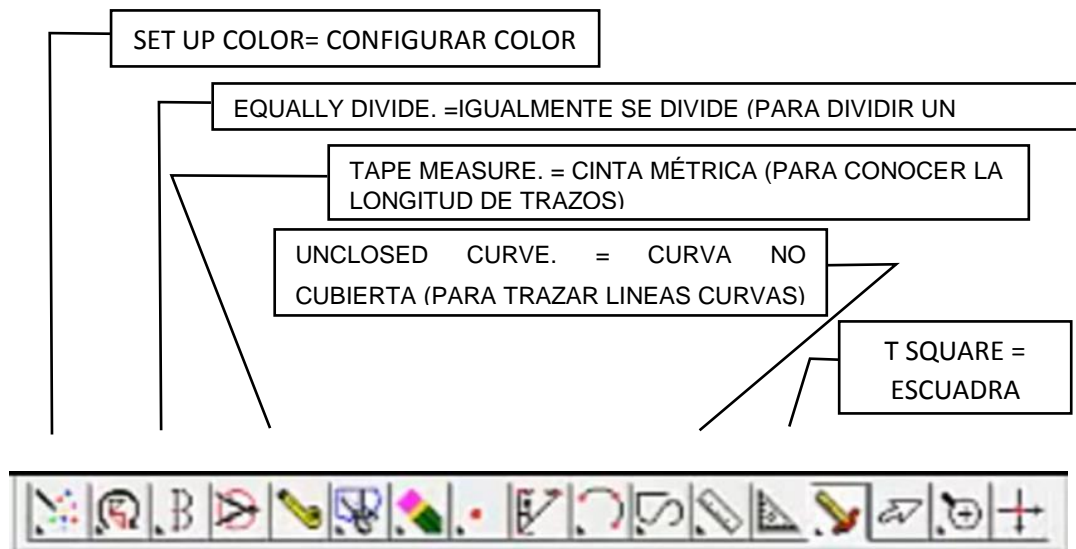 SET UP COLOR= CONFIGURAR COLOR
EQUALLY DIVIDE. =IGUALMENTE SE DIVIDE (PARA DIVIDIR UN
TAPE MEASURE. = CINTA MÉTRICA (PARA CONOCER LA
LONGITUD DE TRAZOS)
UNCLOSED CURVE. = CURVA NO
CUBIERTA (PARA TRAZAR LINEAS CURVAS)
T SQUARE =
ESCUADRA